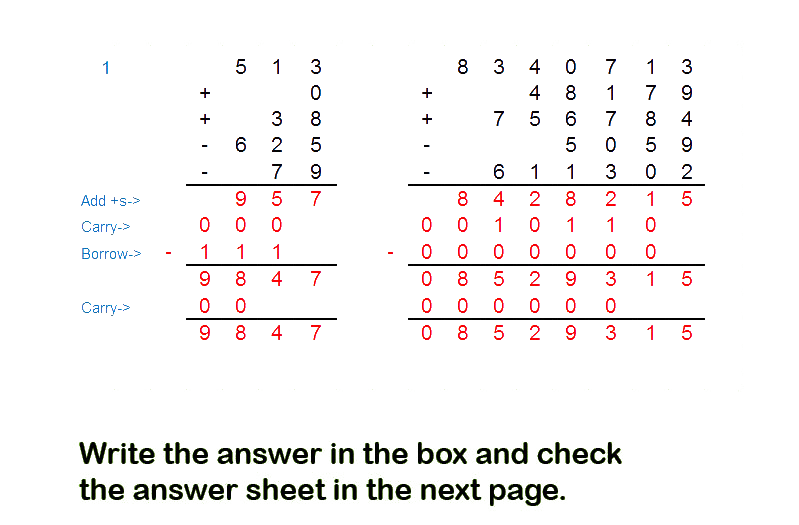 1 5 1 3 8 3 4 0 7 1 3
+ 0 + 4 8 1 7 9
+ 3 8 + 7 5 6 7 8 4
- 6 2 5 - 5 0 5 9
- 7 9 - 6 1 1 3 0 2
Add +s-> 9 5 7 8 4 2 8 2 1 5
Carry-> 0 0 0 0 0 1 0 1 1 0
Borrow-> - 1 1 1 - 0 0 0 0 0 0 0
9 8 4 7 0 8 5 2 9 3 1 5
Carry-> 0 0 0 0 0 0 0 0
9 8 4 7 0 8 5 2 9 3 1 5
Write the answer in the box and check
the answer sheet in the next page.